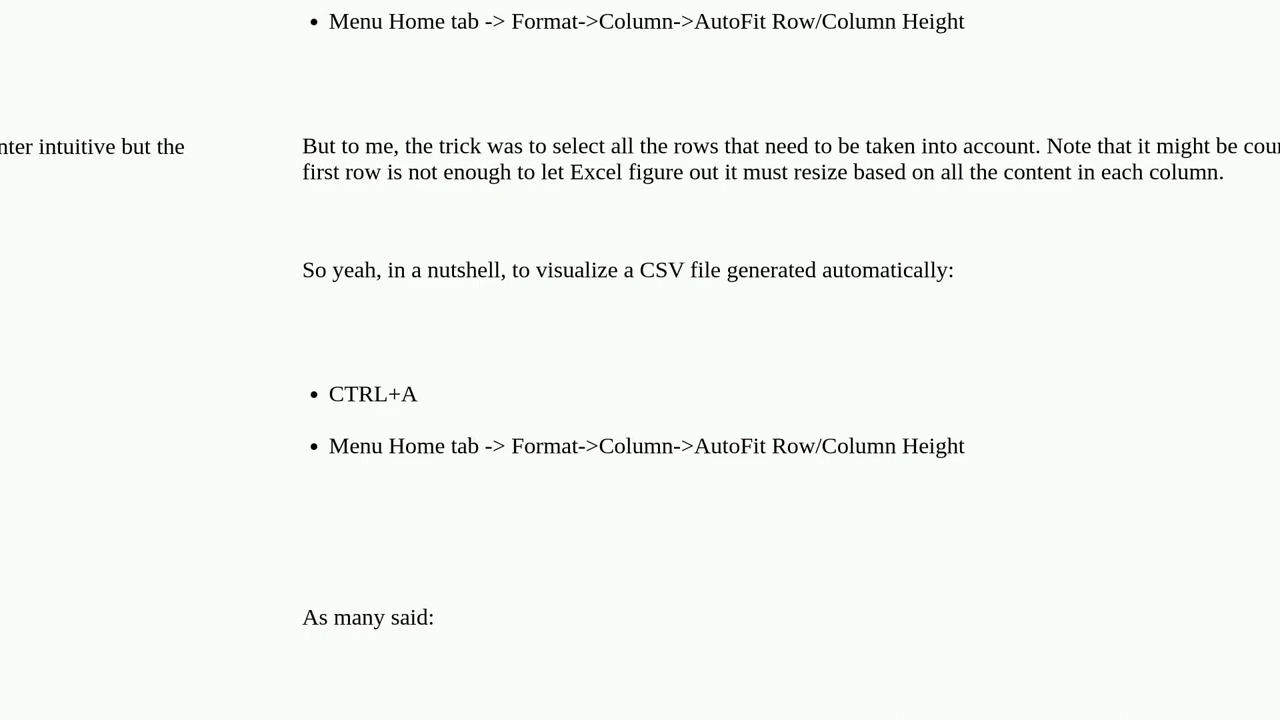 Menu Home tab -> Format->Column->AutoFit Row/Column Height
intuitive but the
But to me, the trick was to select all the rows that need to be taken into account. Note that it might be
first row is not enough to let Excel figure out it must resize based on all the content in each column.
So yeah, in a nutshell, to visualize a CSV file generated automatically:
CTRL+A
Menu Home tab -> Format->Column->AutoFit Row/Column Height
As many said: